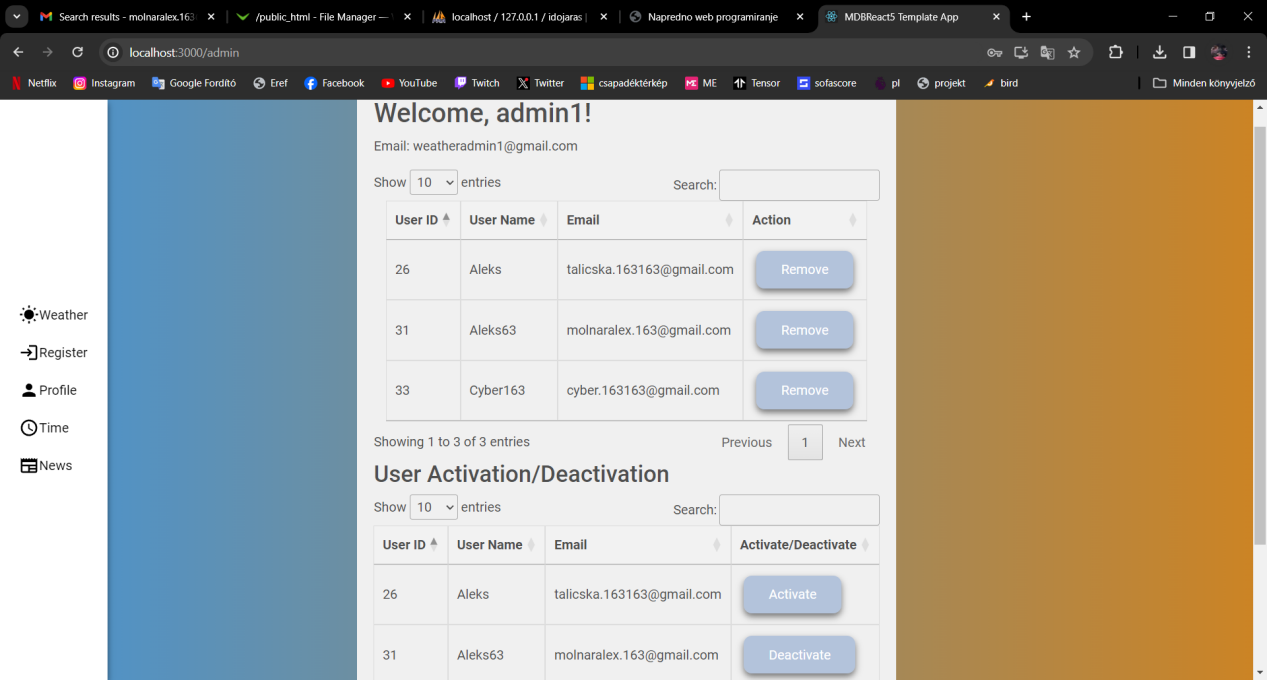 Search results - molnaralex.163
/public_html - File Manager —
localhost / 127.0.0.1 / idojaras |
Napredno web programiranje
MDBReact5 Template App
localhost:3000/admin
Netflix Instagram Google Fordító Eref Facebook YouTube Twitch Twitter csapadéktérkép ME Tensor sofascore pl projekt bird Minden könyvjelző
Weather
Register
Profile
Time
News
Welcome, admin1!
Email: weatheradmin1@gmail.com
Show 10 entries Search:
User ID User Name Email Action
26 Aleks talicska.163163@gmail.com Remove
31 Aleks63 molnaralex.163@gmail.com Remove
33 Cyber163 cyber.163163@gmail.com Remove
Showing 1 to 3 of 3 entries Previous 1 Next
User Activation/Deactivation
Show 10 entries Search:
User ID User Name Email Activate/Deactivate
26 Aleks talicska.163163@gmail.com Activate
31 Aleks63 molnaralex.163@gmail.com Deactivate